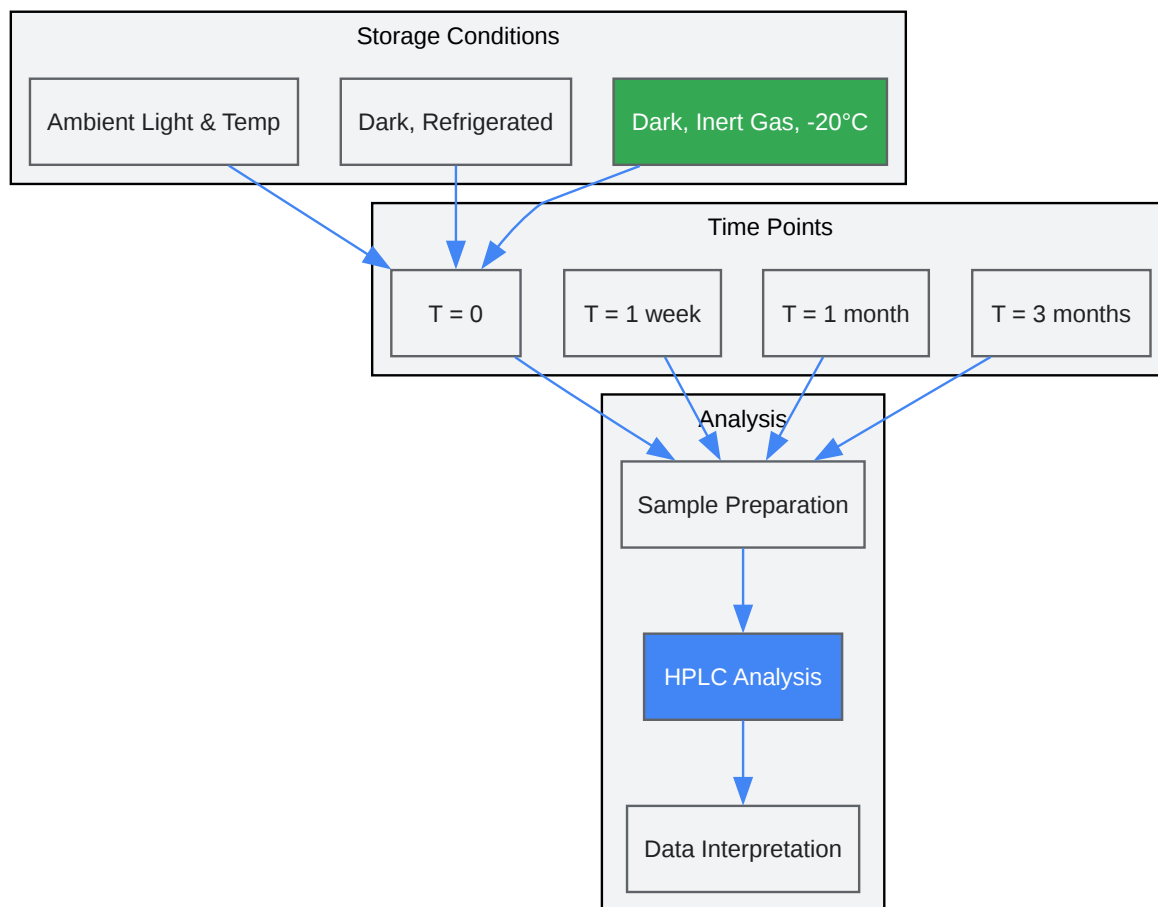 Storage Conditions
Ambient Light & Temp
Dark, Refrigerated
Dark, Inert Gas, -20°C
Time Points
T = 0
T = 1 week
T = 1 month
T = 3 months
Analysis
Sample Preparation
HPLC Analysis
Data Interpretation